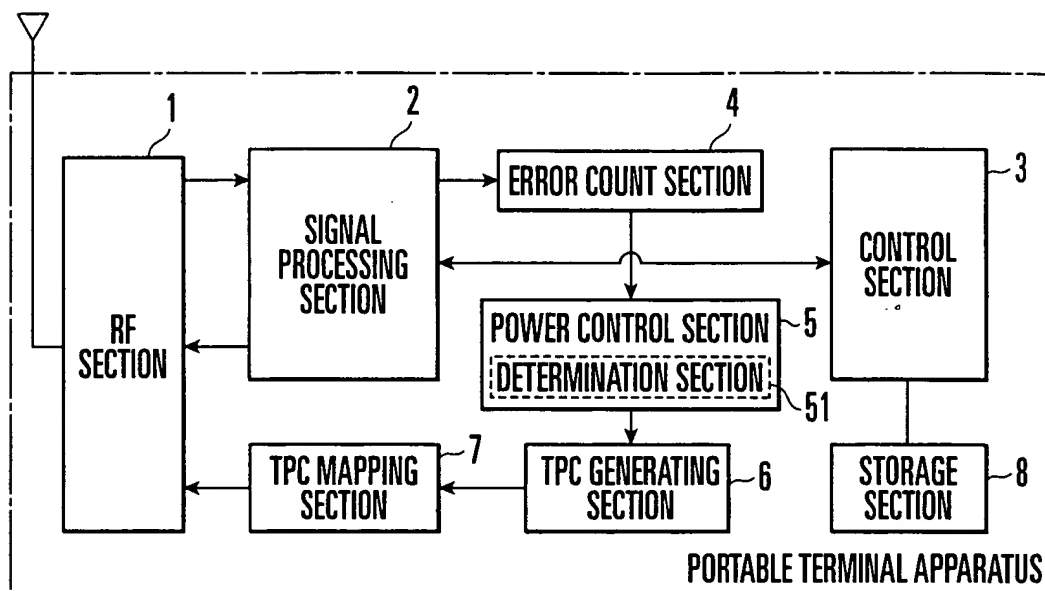 1
RF
SECTION
2
SIGNAL
PROCESSING
SECTION
4
ERROR COUNT SECTION
3
CONTROL
SECTION
5
POWER CONTROL SECTION
DETERMINATION SECTION
51
7
TPC MAPPING
SECTION
6
TPC GENERATING
SECTION
8
STORAGE
SECTION
PORTABLE TERMINAL APPARATUS